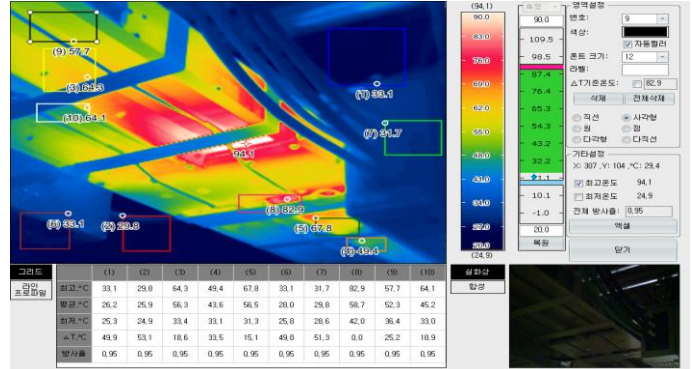 (94,1)
90.0
83.0
76.0
69.0
62.0
55.0
48.0
41.0
34.0
27.0
20.0
(24,9)
(9) 57.7
(3) 64.3
(10) 64.1
(1) 33.1
(7) 31.7
94.1
(8) 82.9
(6) 33.1
(2) 29.8
(5) 67.8
(4) 49.4
측정
90,0
109.5
98.5
87.4
76.4
65.3
54.3
43.2
32.2
21.1
10.1
-1.0
20,0
복원
영역설정
번호: 9
색상:
자동컬러
폰트 크기: 12
라벨:
△T기준온도: 82,9
삭제 전체삭제
직선 사각형
원 점
다각형 다직선
기타설정
X: 307 ,Y: 104 ,℃: 29,4
최고온도 94,1
최저온도 24,9
전체 방사율: 0,95
엑셀
닫기
그리드
라인
프로파일
(1) (2) (3) (4) (5) (6) (7) (8) (9) (10)
최고.℃ 33,1 29,8 64,3 49,4 67,8 33,1 31,7 82,9 57,7 64,1
평균.℃ 26,2 25,9 56,3 43,6 56,5 28,0 29,8 58,7 52,3 45,2
최저.℃ 25,3 24,9 33,4 33,1 31,3 25,8 28,6 42,0 36,4 33,0
△T.℃ 49,9 53,1 18,6 33,5 15,1 49,8 51,3 0,0 25,2 18,9
방사율 0,95 0,95 0,95 0,95 0,95 0,95 0,95 0,95 0,95 0,95
실화상
합성